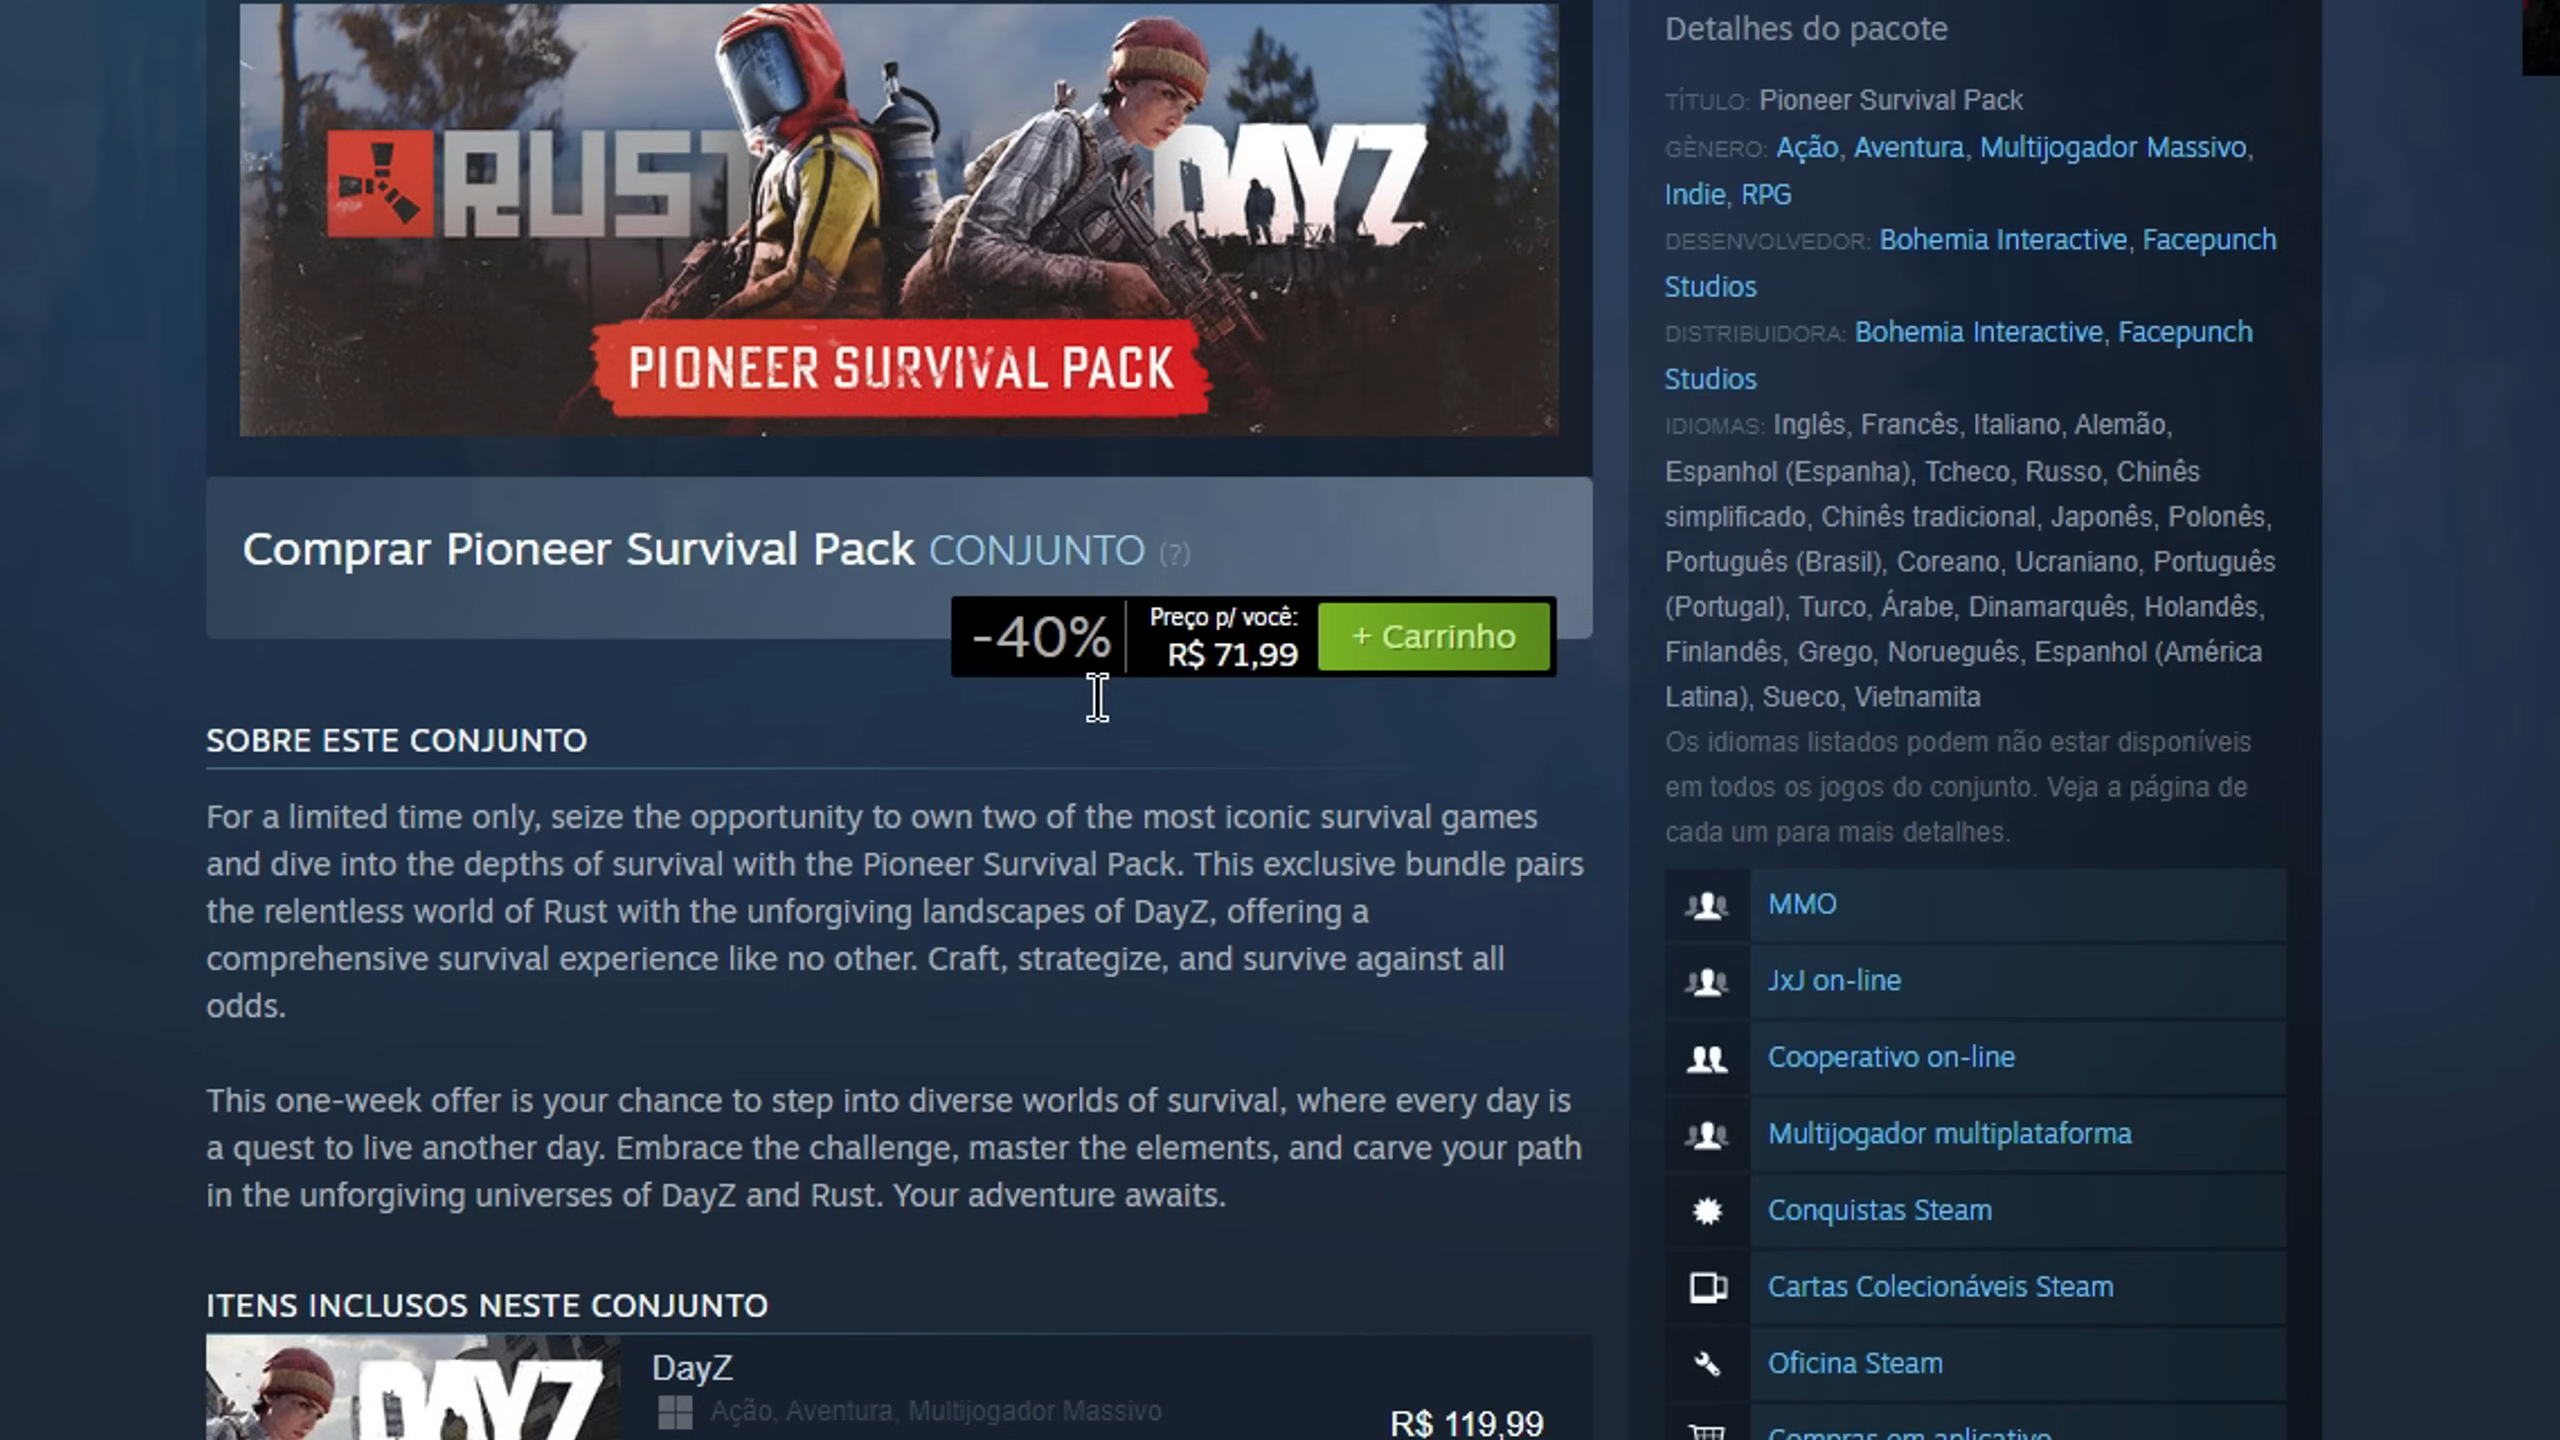 RUST
DAYZ
PIONEER SURVIVAL PACK
Comprar Pioneer Survival Pack CONJUNTO (?)
-40%
Preço p/ você:
R$ 71,99
+ Carrinho
SOBRE ESTE CONJUNTO
For a limited time only, seize the opportunity to own two of the most iconic survival games
and dive into the depths of survival with the Pioneer Survival Pack. This exclusive bundle pairs
the relentless world of Rust with the unforgiving landscapes of DayZ, offering a
comprehensive survival experience like no other. Craft, strategize, and survive against all
odds.
This one-week offer is your chance to step into diverse worlds of survival, where every day is
a quest to live another day. Embrace the challenge, master the elements, and carve your path
in the unforgiving universes of DayZ and Rust. Your adventure awaits.
ITENS INCLUSOS NESTE CONJUNTO
DAYZ
DayZ
Ação, Aventura, Multijogador Massivo
R$ 119,99
Detalhes do pacote
TÍTULO: Pioneer Survival Pack
GÊNERO: Ação, Aventura, Multijogador Massivo,
Indie, RPG
DESENVOLVEDOR: Bohemia Interactive, Facepunch
Studios
DISTRIBUIDORA: Bohemia Interactive, Facepunch
Studios
IDIOMAS: Inglês, Francês, Italiano, Alemão,
Espanhol (Espanha), Tcheco, Russo, Chinês
simplificado, Chinês tradicional, Japonês, Polonês,
Português (Brasil), Coreano, Ucraniano, Português
(Portugal), Turco, Árabe, Dinamarquês, Holandês,
Finlandês, Grego, Norueguês, Espanhol (América
Latina), Sueco, Vietnamita
Os idiomas listados podem não estar disponíveis
em todos os jogos do conjunto. Veja a página de
cada um para mais detalhes.
MMO
JxJ on-line
Cooperativo on-line
Multijogador multiplataforma
Conquistas Steam
Cartas Colecionáveis Steam
Oficina Steam
Compras em aplicativo